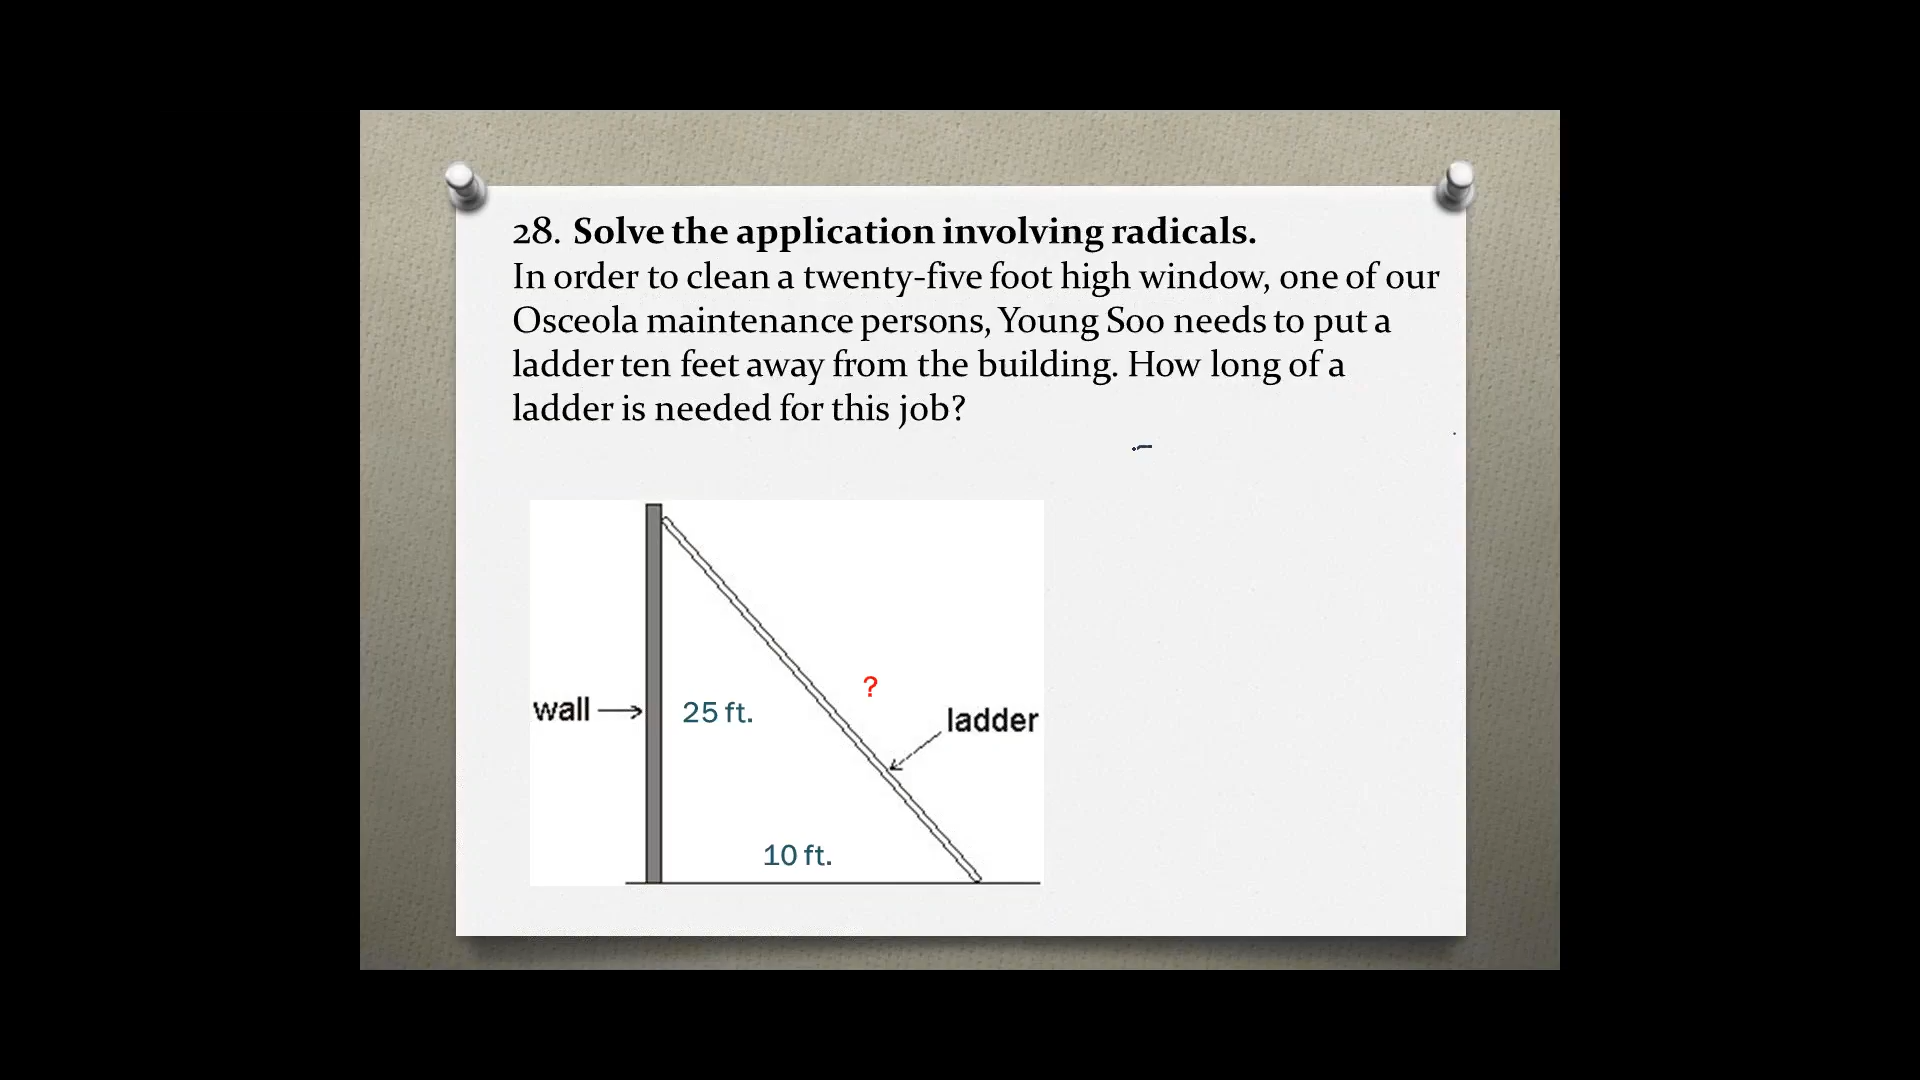 28. Solve the application involving radicals.
In order to clean a twenty-five foot high window, one of our
Osceola maintenance persons, Young Soo needs to put a
ladder ten feet away from the building. How long of a
ladder is needed for this job?
?
wall
25 ft.
ladder
10 ft.